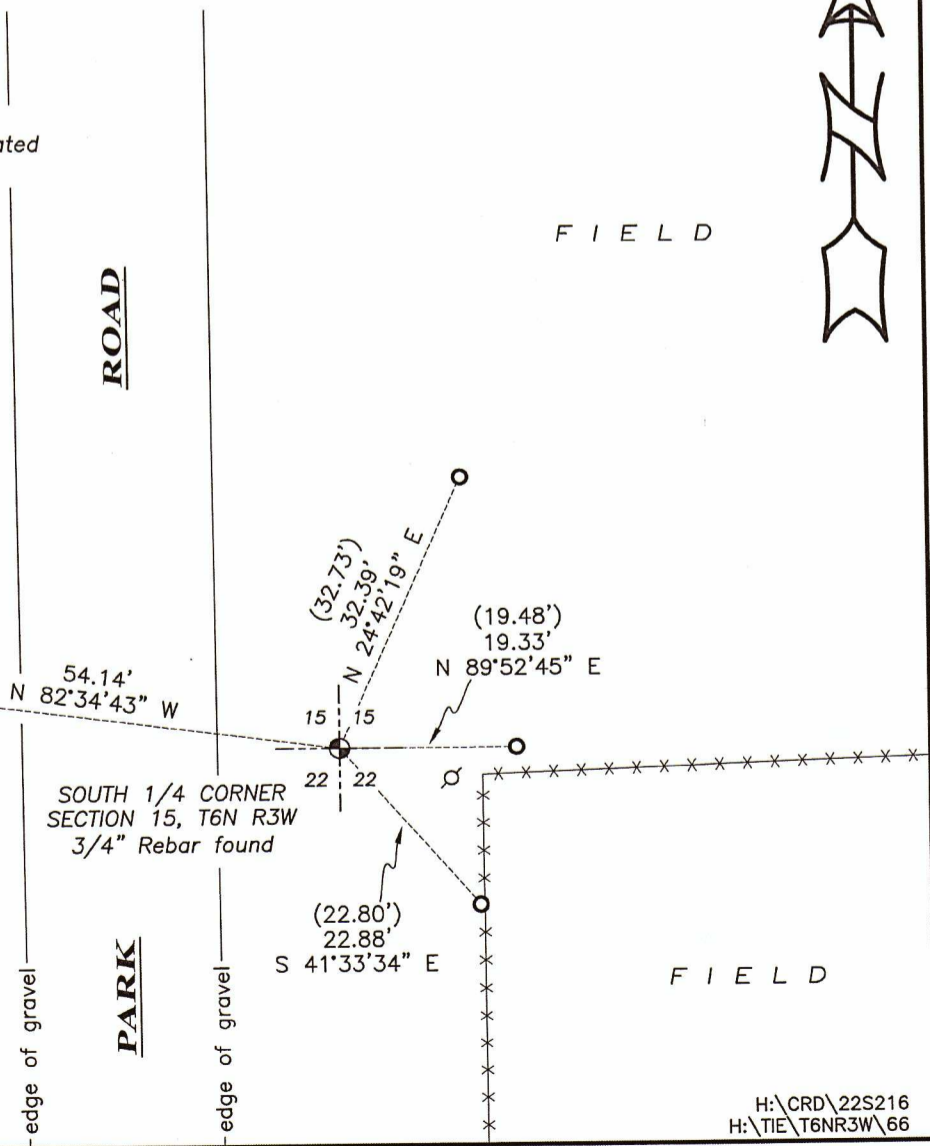 ated
FIELD
ROAD
(32.73')
32.39'
N 24°42'19" E
(19.48')
19.33'
N 89°52'45" E
54.14'
N 82°34'43" W
15 15
22 22
SOUTH 1/4 CORNER
SECTION 15, T6N R3W
3/4" Rebar found
(22.80')
22.88'
S 41°33'34" E
FIELD
PARK
edge of gravel
edge of gravel
N
H:\CRD\22S216
H:\TIE\T6NR3W\66